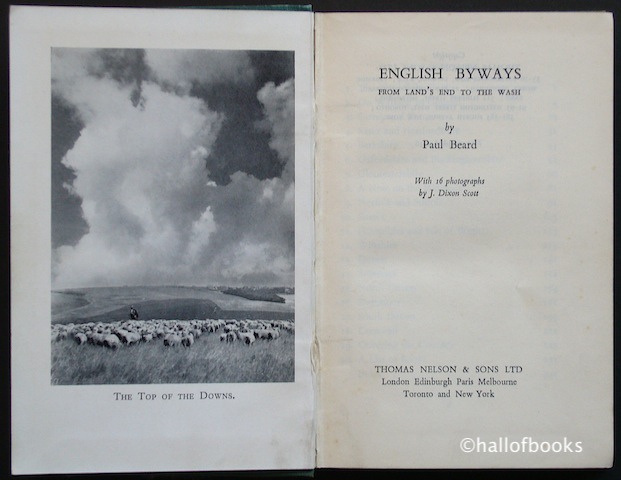 THE TOP OF THE DOWNS.
ENGLISH BYWAYS
FROM LAND'S END TO THE WASH
by
Paul Beard
With 16 photographs
by J. Dixon Scott
THOMAS NELSON & SONS LTD
London Edinburgh Paris Melbourne
Toronto and New York
©hallofbooks